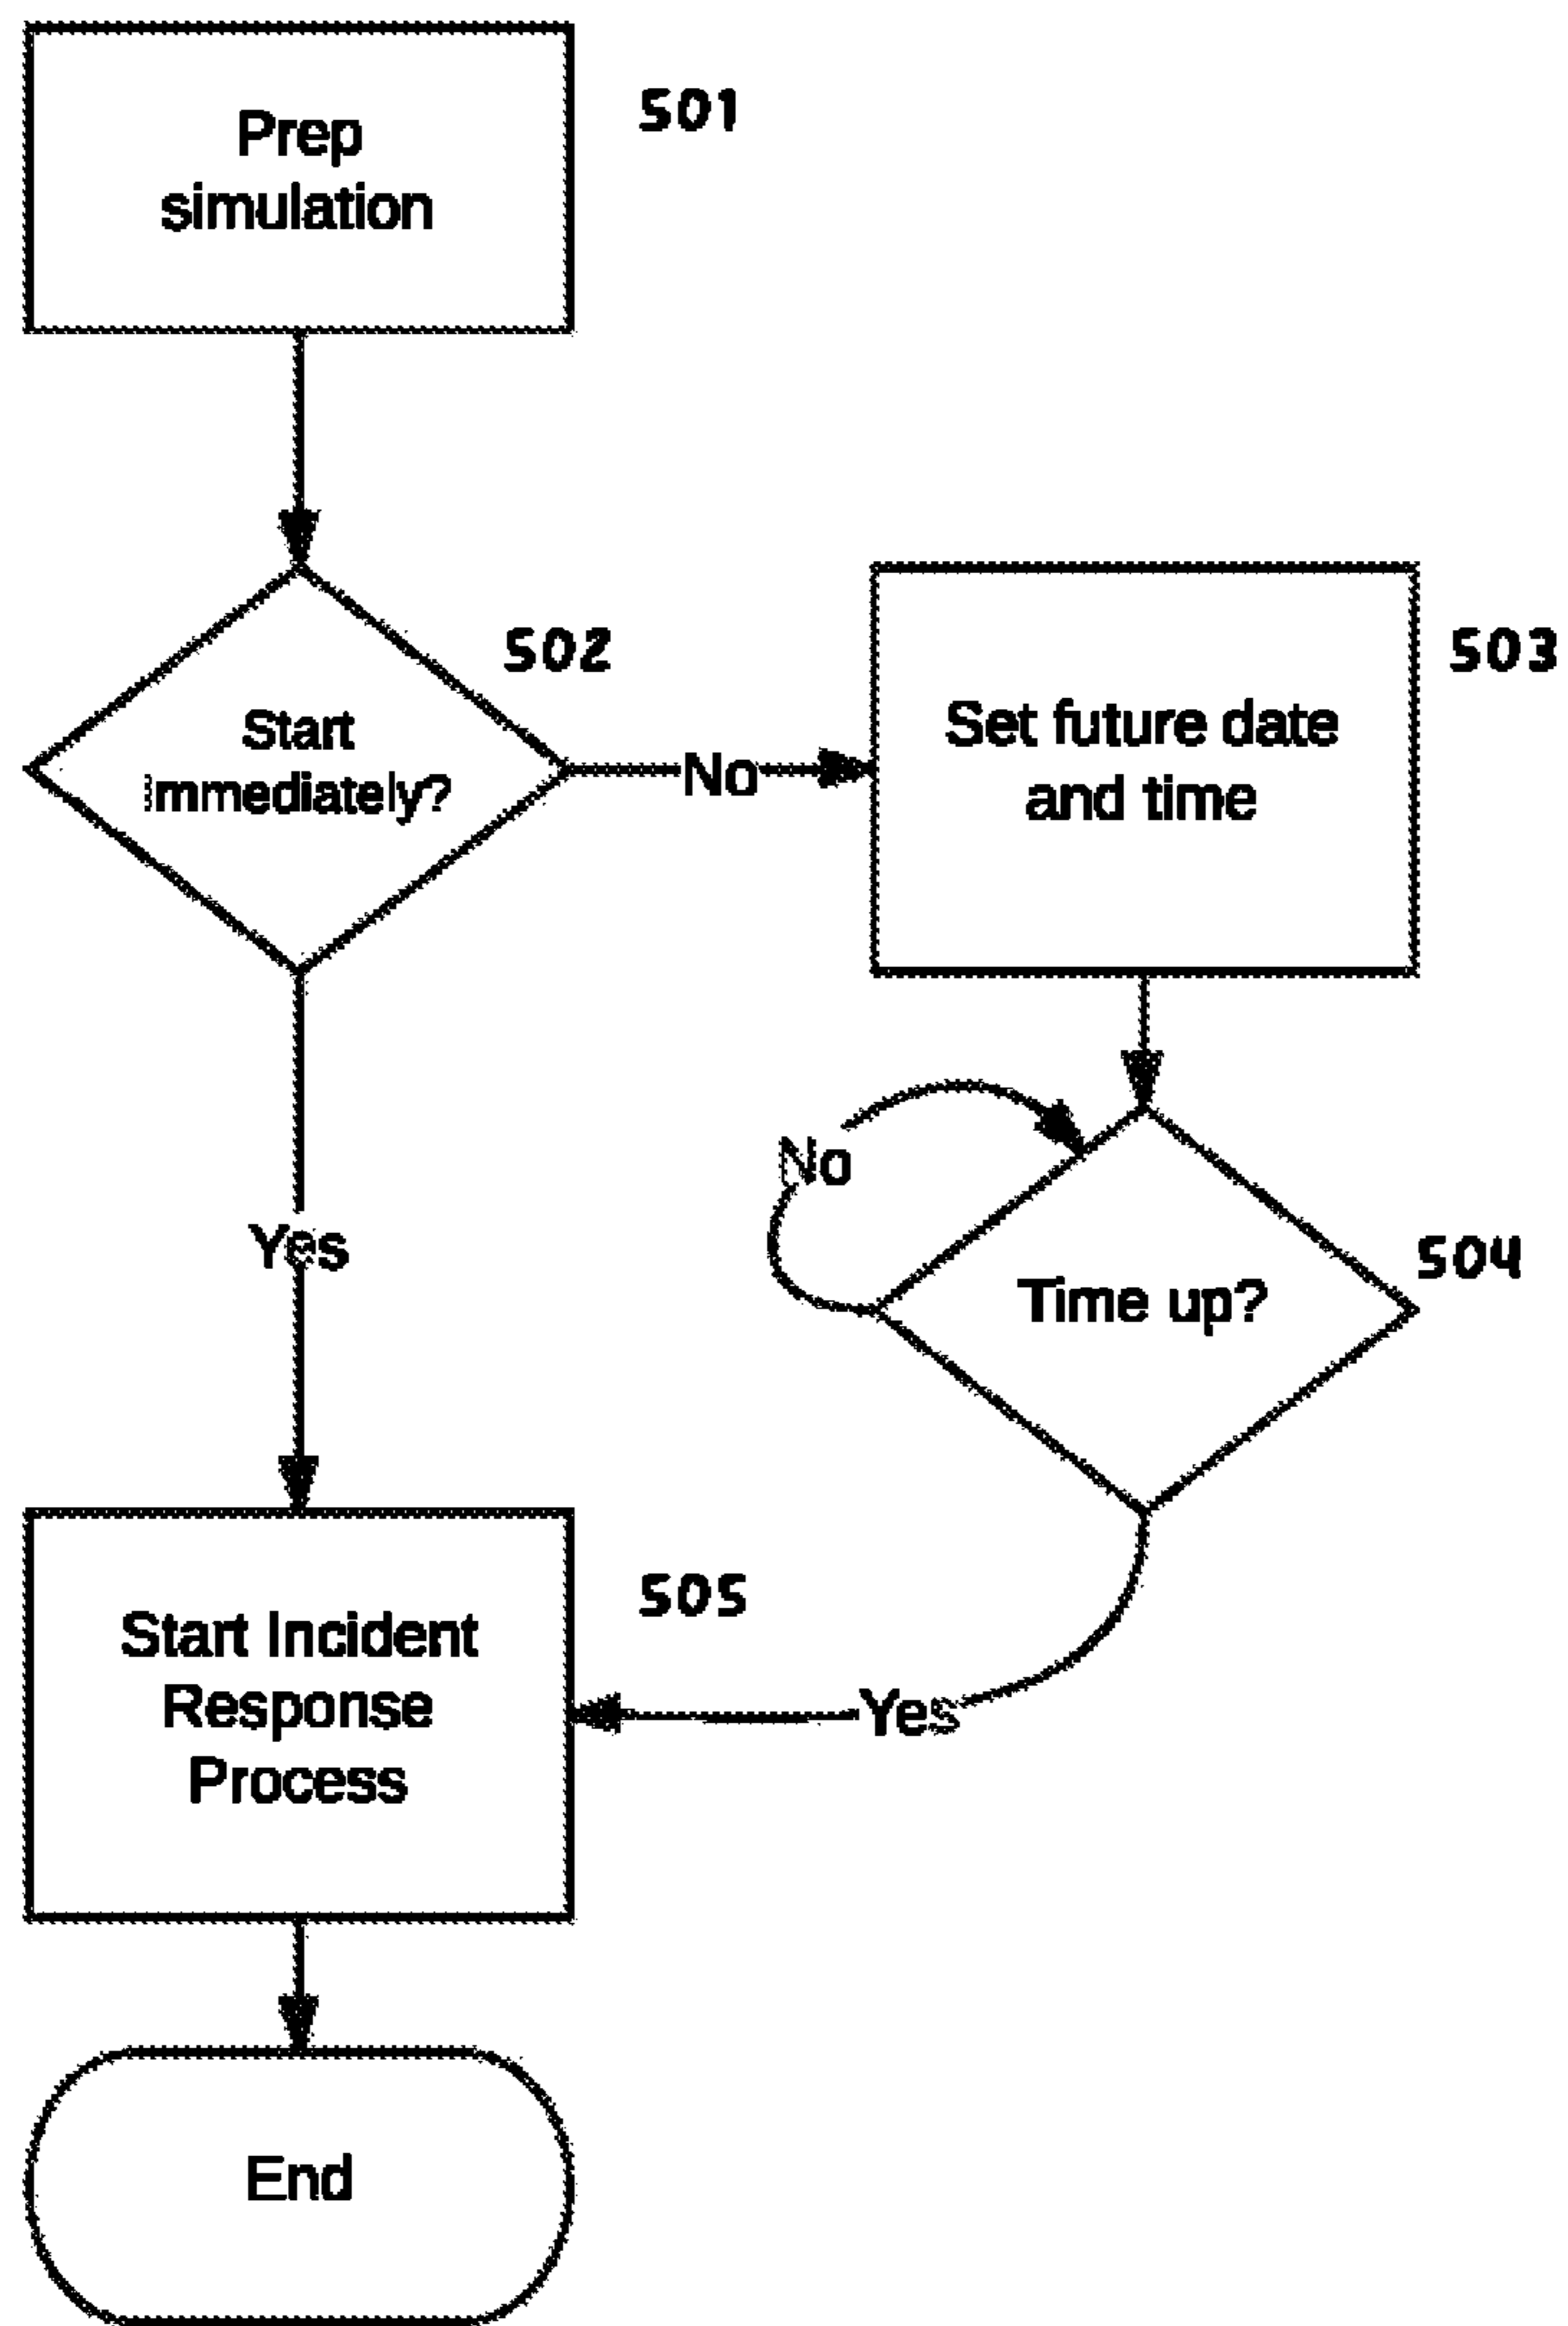 Prep
simulation
501
Start
immediately?
502
No
Set future date
and time
503
No
Time up?
504
Yes
Yes
Start Incident
Response
Process
505
End